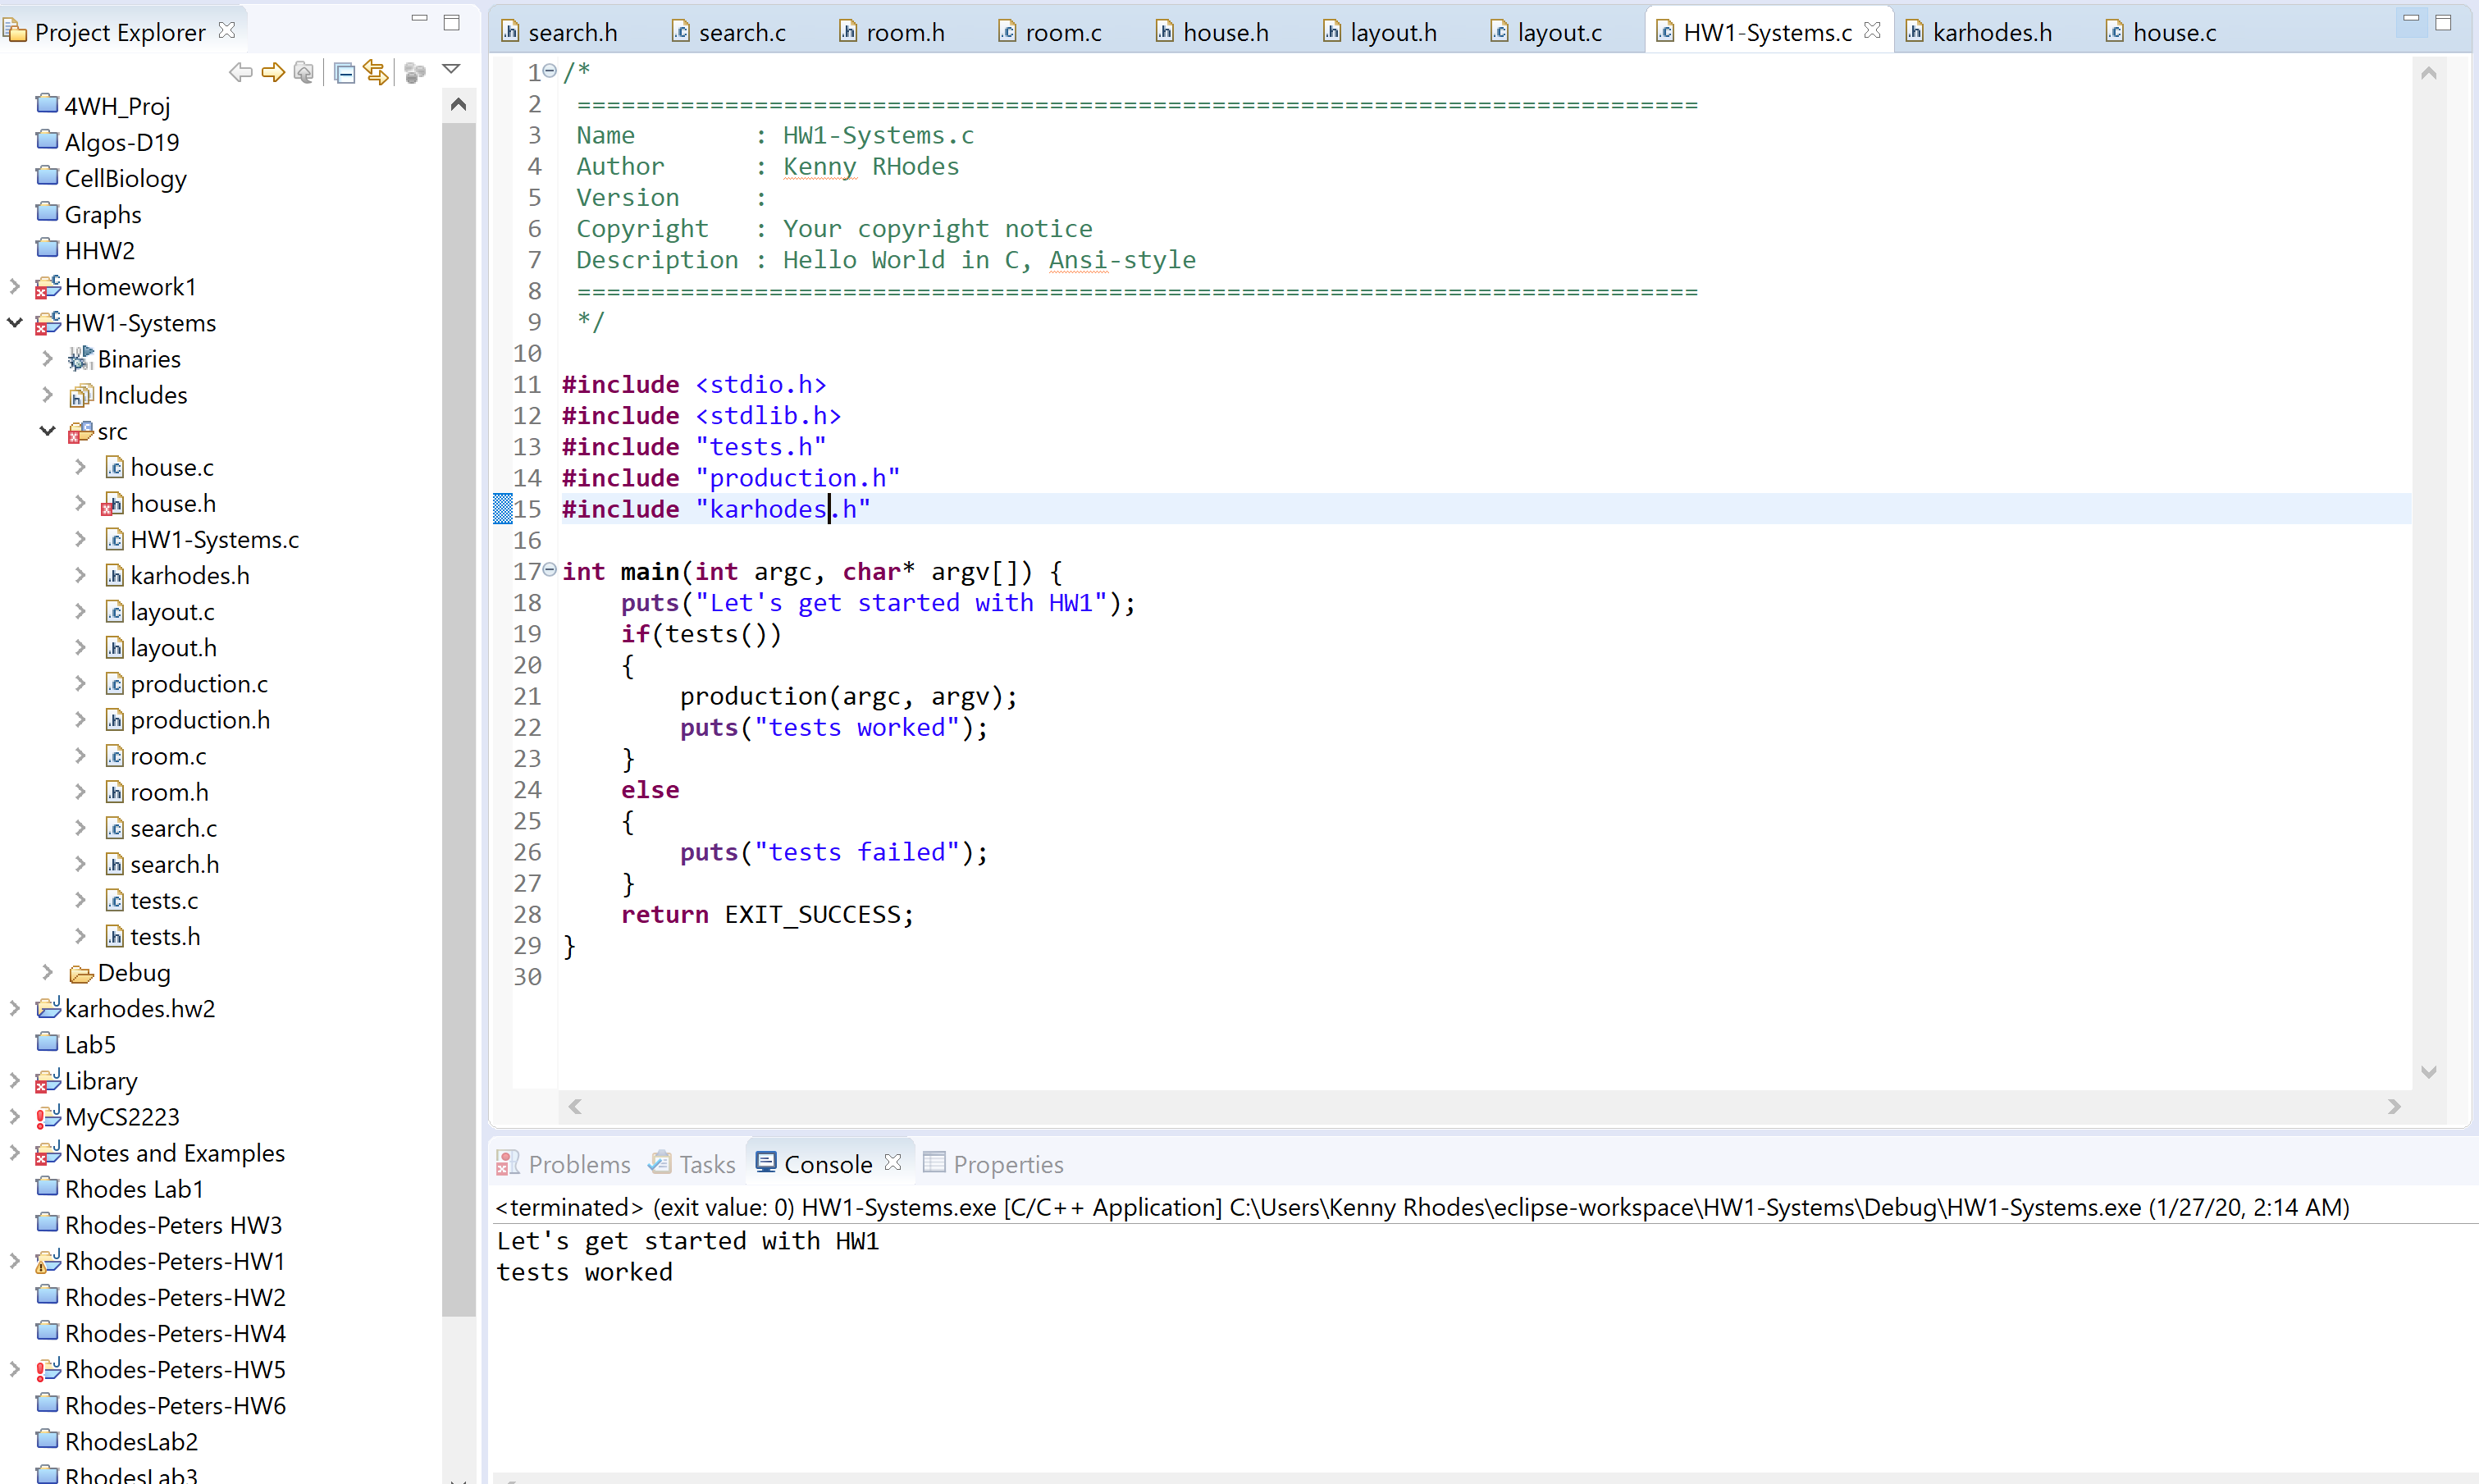 Project Explorer
4WH_Proj
Algos-D19
CellBiology
Graphs
HHW2
Homework1
HW1-Systems
Binaries
Includes
src
house.c
house.h
HW1-Systems.c
karhodes.h
layout.c
layout.h
production.c
production.h
room.c
room.h
search.c
search.h
tests.c
tests.h
Debug
karhodes.hw2
Lab5
Library
MyCS2223
Notes and Examples
Rhodes Lab1
Rhodes-Peters HW3
Rhodes-Peters-HW1
Rhodes-Peters-HW2
Rhodes-Peters-HW4
Rhodes-Peters-HW5
Rhodes-Peters-HW6
RhodesLab2
RhodesLab3
search.h search.c room.h room.c house.h layout.h layout.c HW1-Systems.c karhodes.h house.c
1 /*
2 ============================================================================
3 Name        : HW1-Systems.c
4 Author      : Kenny RHodes
5 Version     :
6 Copyright   : Your copyright notice
7 Description : Hello World in C, Ansi-style
8 ============================================================================
9 */
10
11 #include <stdio.h>
12 #include <stdlib.h>
13 #include "tests.h"
14 #include "production.h"
15 #include "karhodes.h"
16
17 int main(int argc, char* argv[]) {
18     puts("Let's get started with HW1");
19     if(tests())
20     {
21         production(argc, argv);
22         puts("tests worked");
23     }
24     else
25     {
26         puts("tests failed");
27     }
28     return EXIT_SUCCESS;
29 }
30
Problems Tasks Console Properties
<terminated> (exit value: 0) HW1-Systems.exe [C/C++ Application] C:\Users\Kenny Rhodes\eclipse-workspace\HW1-Systems\Debug\HW1-Systems.exe (1/27/20, 2:14 AM)
Let's get started with HW1
tests worked